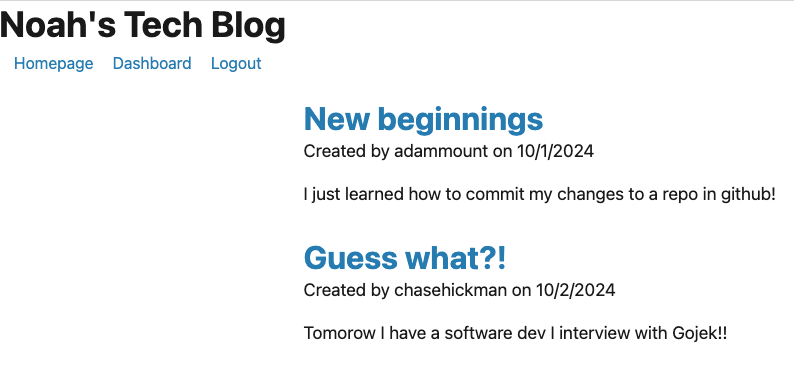 Noah's Tech Blog
Homepage Dashboard Logout
New beginnings
Created by adammount on 10/1/2024
I just learned how to commit my changes to a repo in github!
Guess what?!
Created by chasehickman on 10/2/2024
Tomorow I have a software dev I interview with Gojek!!